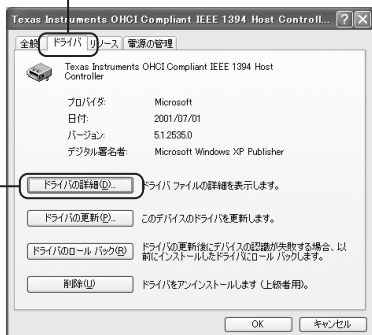 Texas Instruments OHCI Compliant IEEE 1394 Host Controll...
全般 ドライバ リソース 電源の管理
Texas Instruments OHCI Compliant IEEE 1394 Host Controller
プロバイダ: Microsoft
日付: 2001/07/01
バージョン: 5.1.2535.0
デジタル署名者: Microsoft Windows XP Publisher
ドライバの詳細(D)... ドライバ ファイルの詳細を表示します。
ドライバの更新(P)... このデバイスのドライバを更新します。
ドライバのロール バック(R) ドライバの更新後にデバイスの認識が失敗する場合、以
前にインストールしたドライバにロール バックします。
削除(U) ドライバをアンインストールします (上級者用)。
OK キャンセル